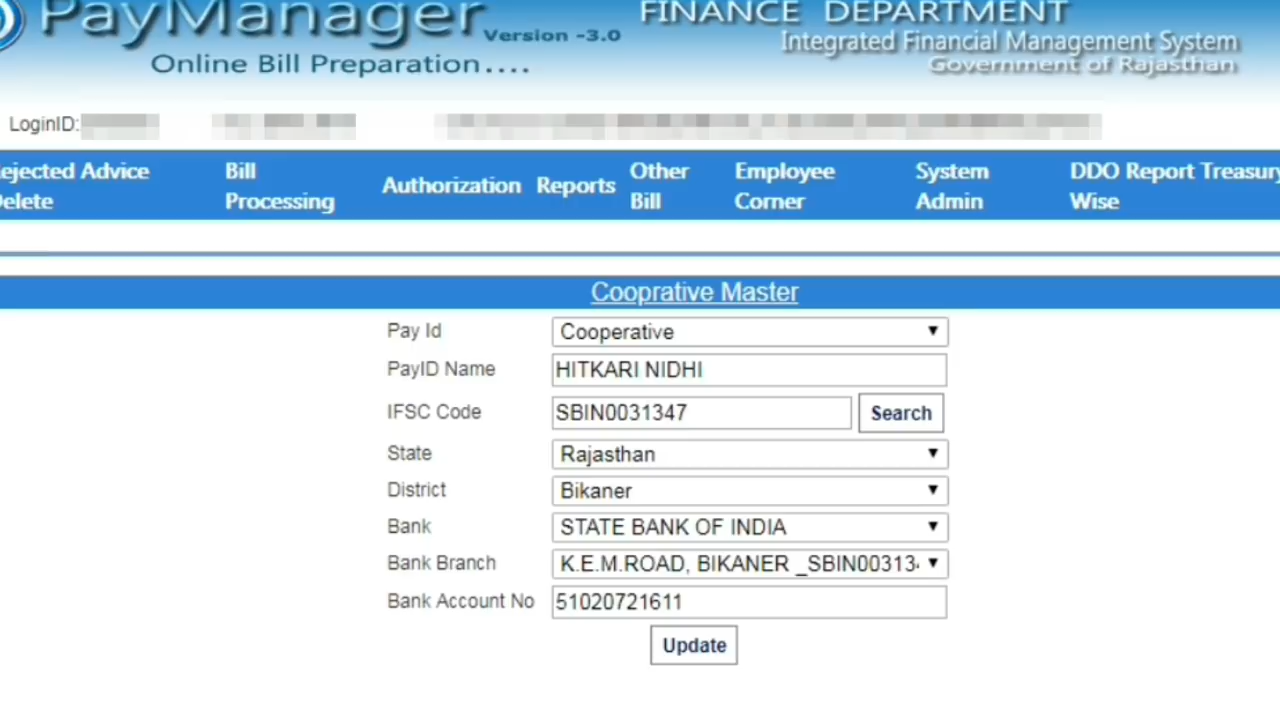 PayManager Version -3.0
Online Bill Preparation....
FINANCE DEPARTMENT
Integrated Financial Management System
Government of Rajasthan
LoginID:
ejected Advice
elete
Bill
Processing
Authorization
Reports
Other
Bill
Employee
Corner
System
Admin
DDO Report Treasury
Wise
Cooprative Master
Pay Id Cooperative
PayID Name HITKARI NIDHI
IFSC Code SBIN0031347 Search
State Rajasthan
District Bikaner
Bank STATE BANK OF INDIA
Bank Branch K.E.M.ROAD, BIKANER _SBIN00313
Bank Account No 51020721611
Update